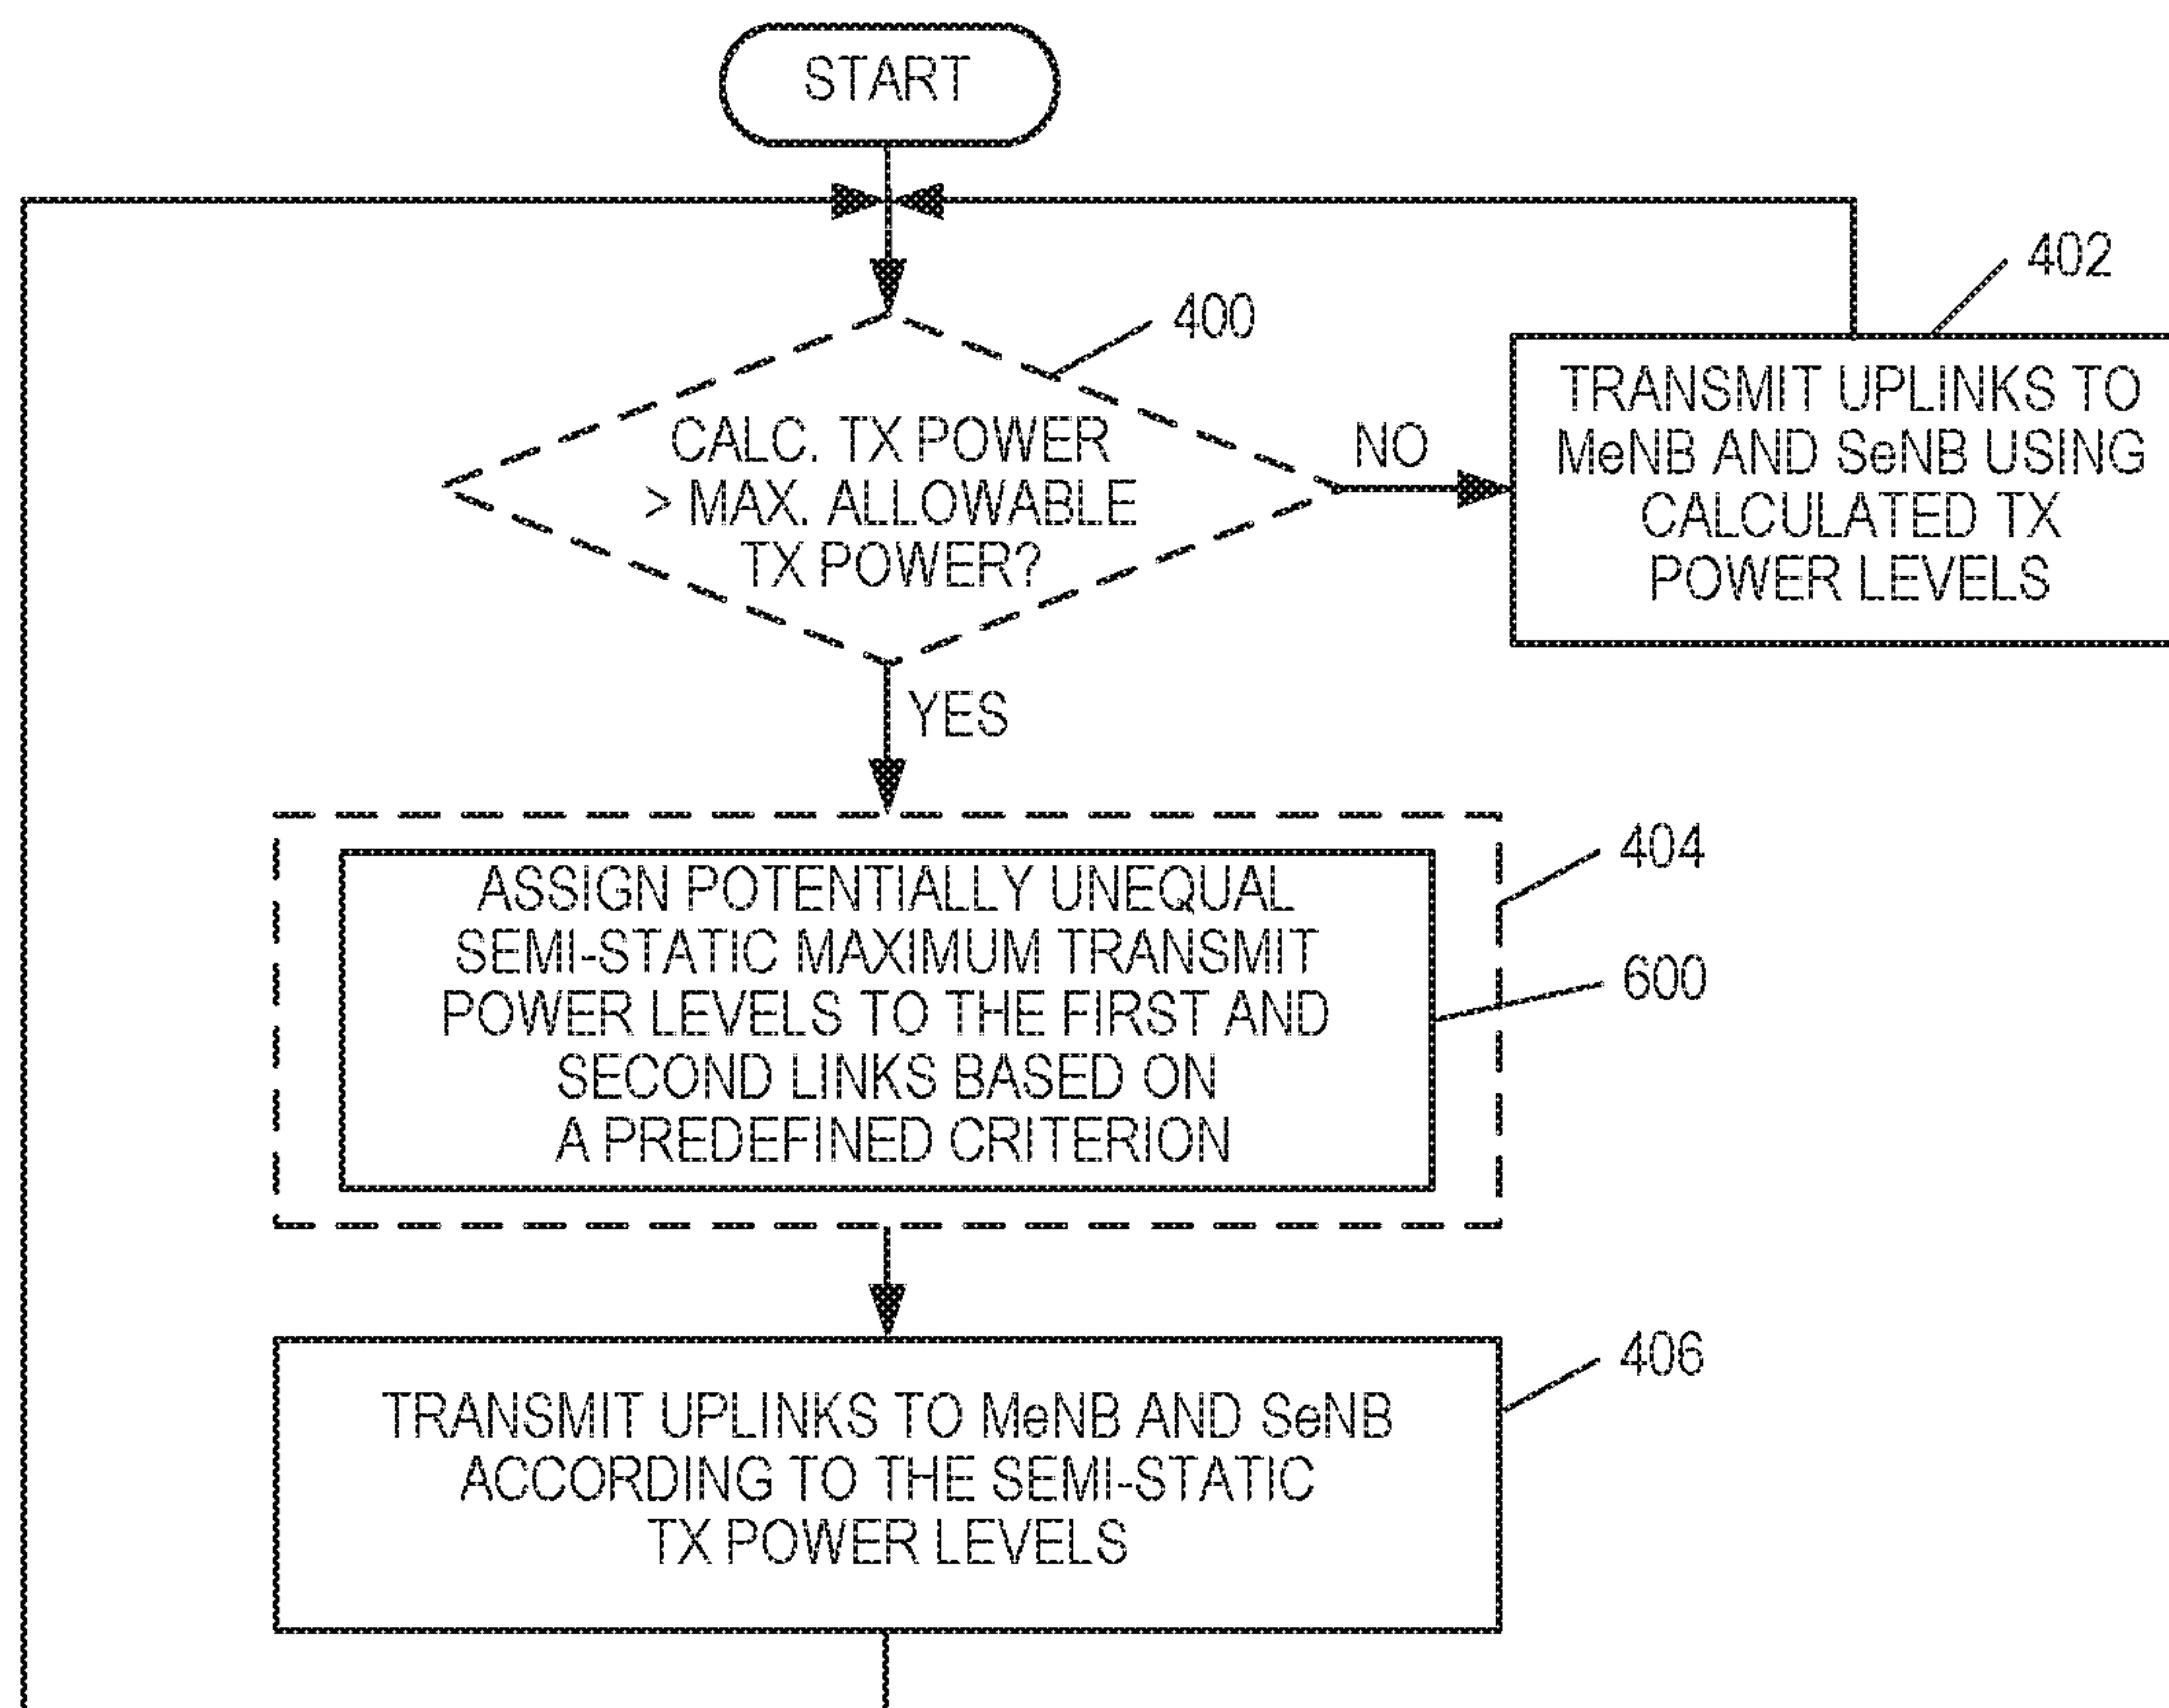 START
400
402
CALC. TX POWER
> MAX. ALLOWABLE
TX POWER?
NO
TRANSMIT UPLINKS TO
MeNB AND SeNB USING
CALCULATED TX
POWER LEVELS
YES
404
ASSIGN POTENTIALLY UNEQUAL
SEMI-STATIC MAXIMUM TRANSMIT
POWER LEVELS TO THE FIRST AND
SECOND LINKS BASED ON
A PREDEFINED CRITERION
600
406
TRANSMIT UPLINKS TO MeNB AND SeNB
ACCORDING TO THE SEMI-STATIC
TX POWER LEVELS